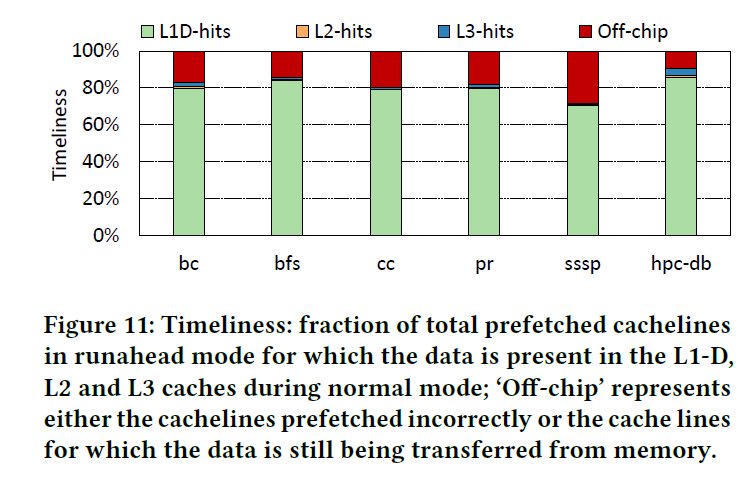 L1D-hits L2-hits L3-hits Off-chip
100%
80%
60%
40%
20%
0%
Timeliness
bc bfs cc pr sssp hpc-db
Figure 11: Timeliness: fraction of total prefetched cachelines
in runahead mode for which the data is present in the L1-D,
L2 and L3 caches during normal mode; ‘Off-chip’ represents
either the cachelines prefetched incorrectly or the cache lines
for which the data is still being transferred from memory.